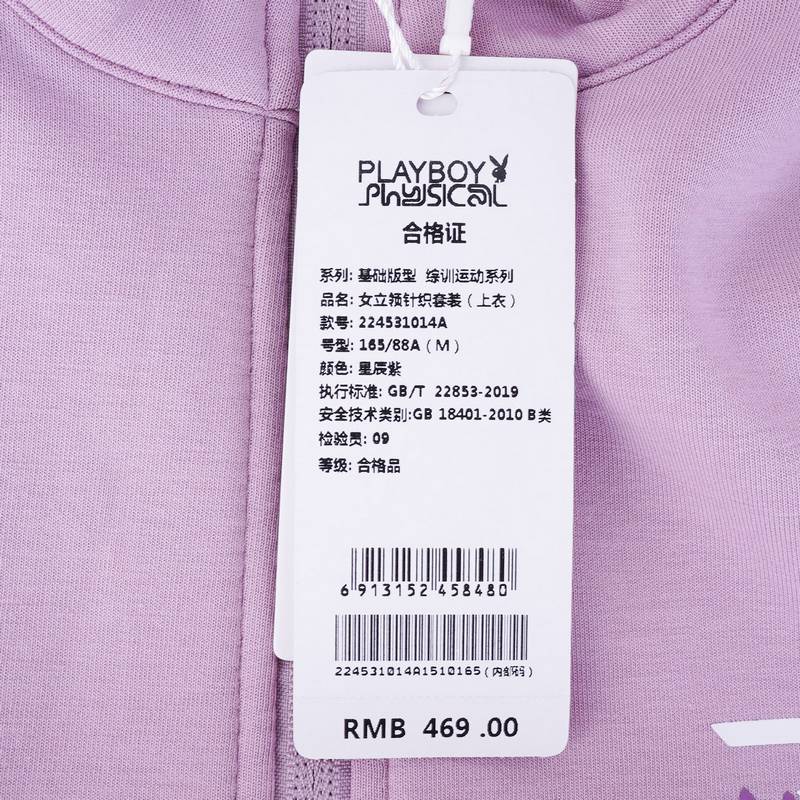 PLAYBOY
PhYSICAL
合格证
系列: 基础版型 综训运动系列
品名: 女立领针织套装（上衣）
款号: 224531014A
号型: 165/88A（M）
颜色: 星辰紫
执行标准: GB/T 22853-2019
安全技术类别:GB 18401-2010 B类
检验员: 09
等级: 合格品
6 913152 458480
224531014A1510165(内部码)
RMB 469 .00